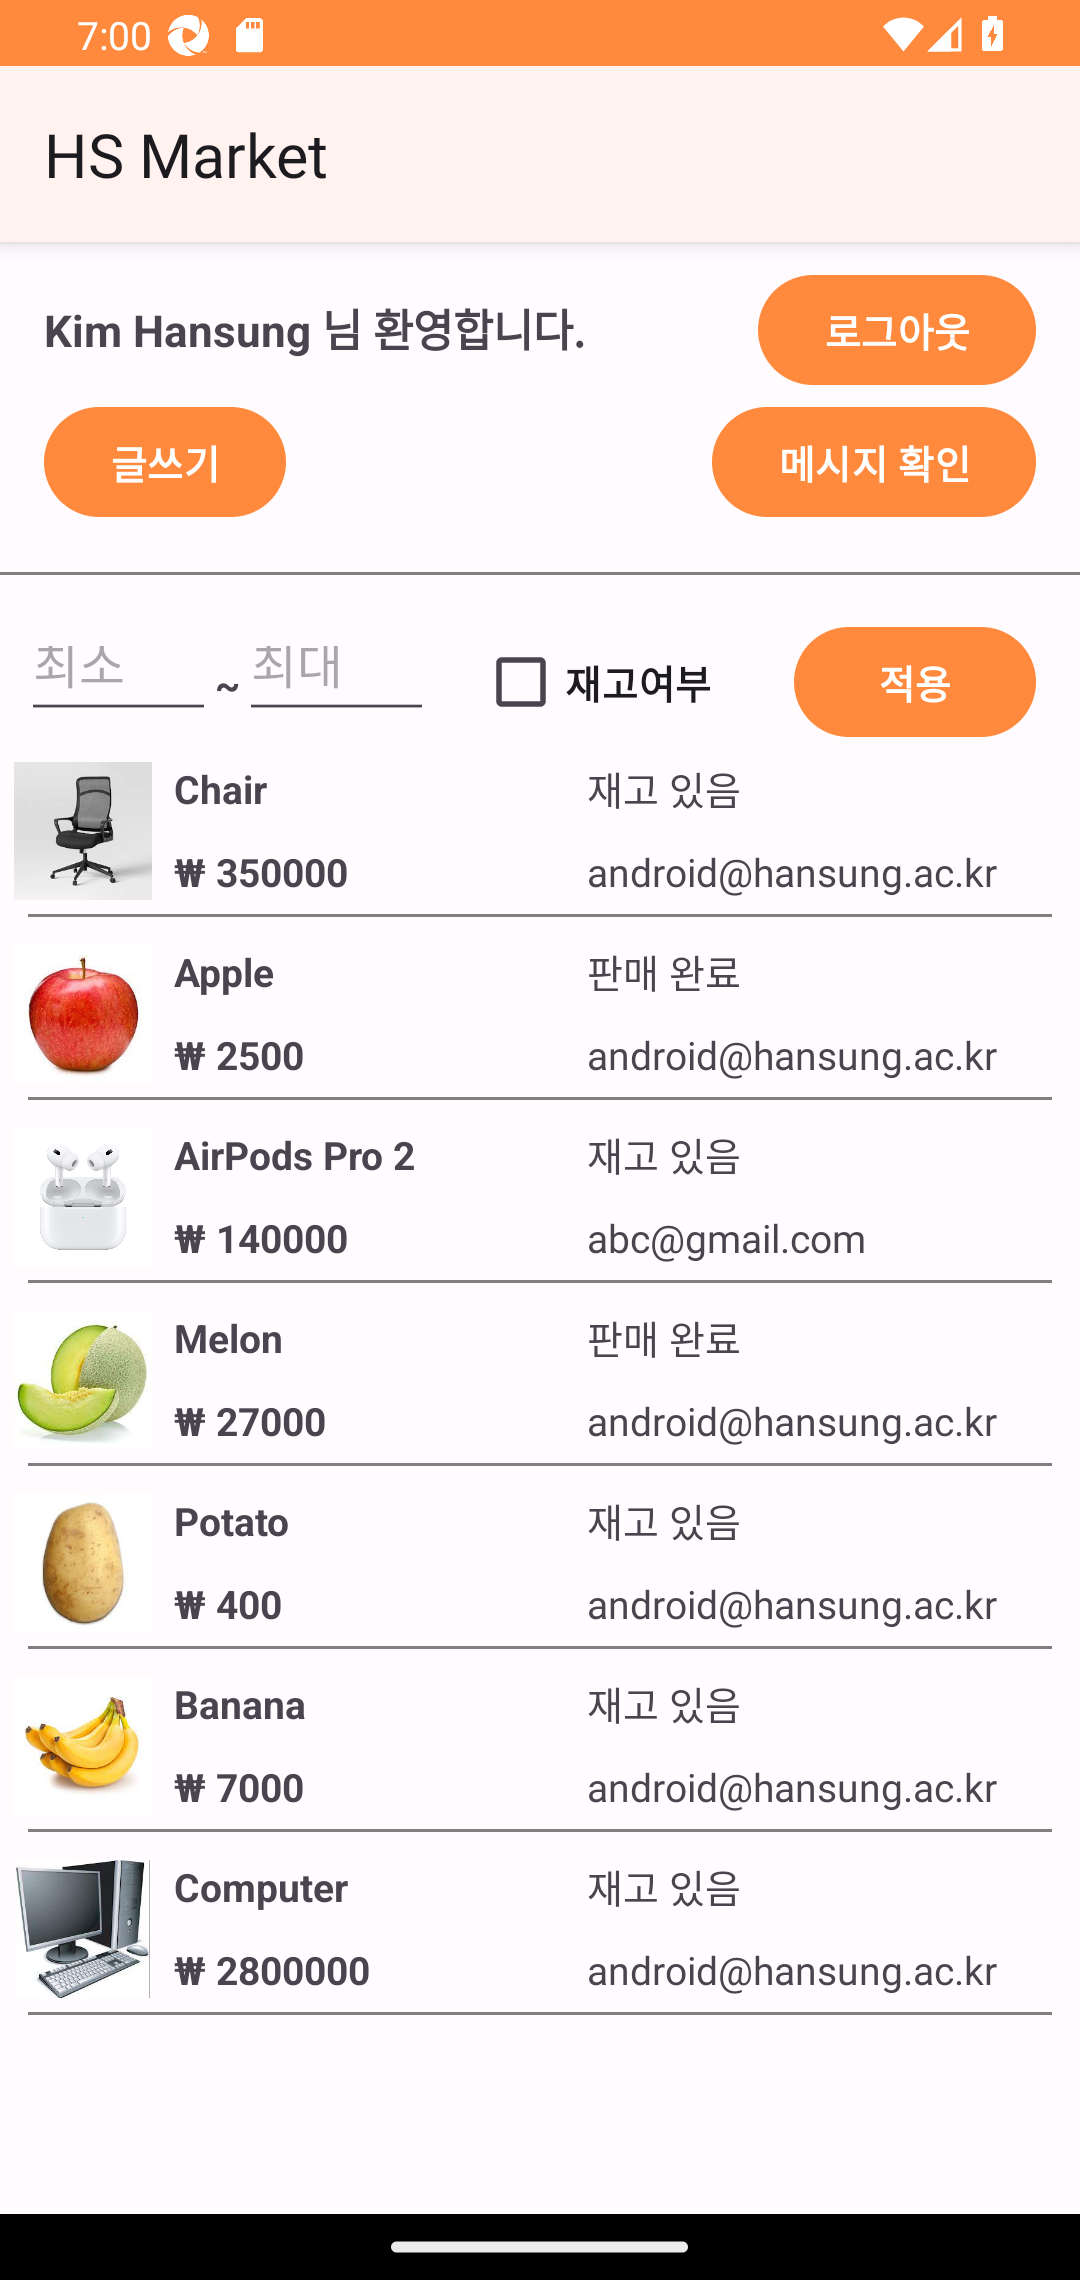 7:00
HS Market
Kim Hansung 님 환영합니다.
로그아웃
글쓰기
메시지 확인
최소 ~ 최대
재고여부
적용
Chair
재고 있음
₩ 350000
android@hansung.ac.kr
Apple
판매 완료
₩ 2500
android@hansung.ac.kr
AirPods Pro 2
재고 있음
₩ 140000
abc@gmail.com
Melon
판매 완료
₩ 27000
android@hansung.ac.kr
Potato
재고 있음
₩ 400
android@hansung.ac.kr
Banana
재고 있음
₩ 7000
android@hansung.ac.kr
Computer
재고 있음
₩ 2800000
android@hansung.ac.kr